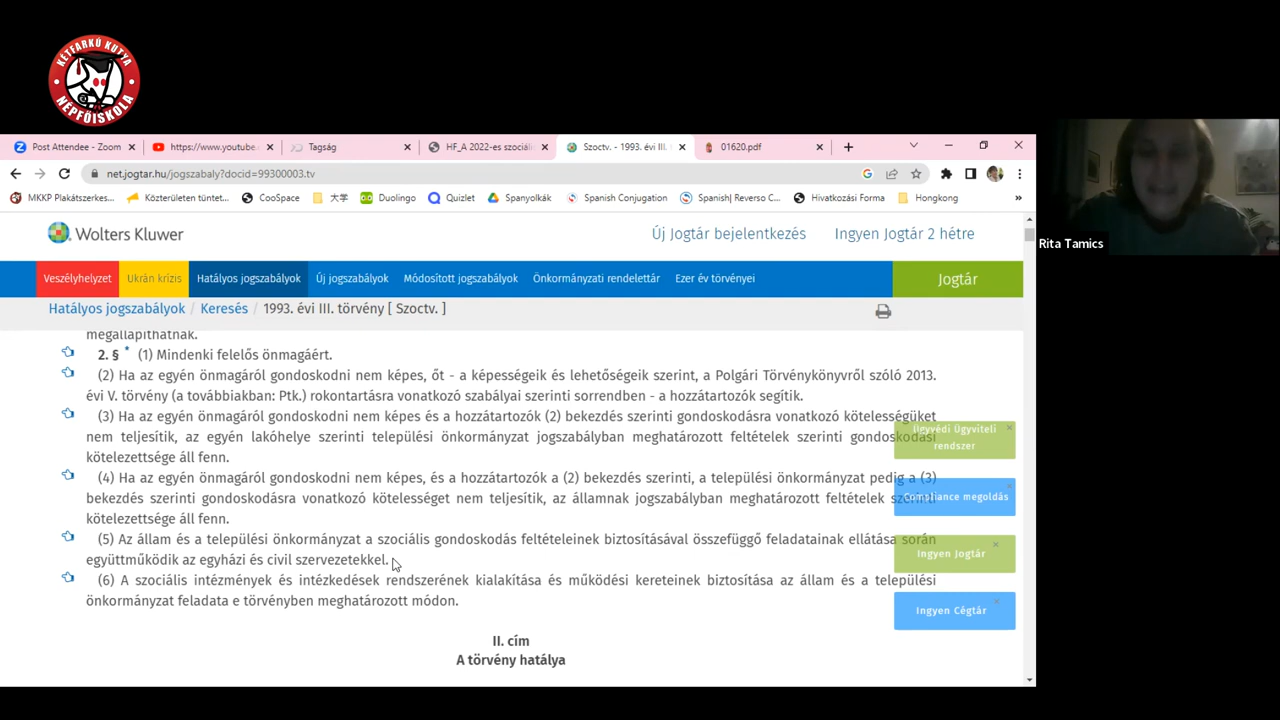 KÉTFARKÚ KUTYA
NÉPFŐISKOLA
Post Attendee - Zoom
https://www.youtube.
Tagság
HF_A 2022-es szociáli
Szoctv. - 1993. évi III.
01620.pdf
net.jogtar.hu/jogszabaly?docid=99300003.tv
MKKP Plakátszerkes...
Közterületen tüntet...
CooSpace
大学
Duolingo
Quizlet
Spanyolkák
Spanish Conjugation
Spanish| Reverso C...
Hivatkozási Forma
Hongkong
»
Wolters Kluwer
Új Jogtár bejelentkezés
Ingyen Jogtár 2 hétre
Veszélyhelyzet
Ukrán krízis
Hatályos jogszabályok
Új jogszabályok
Módosított jogszabályok
Önkormányzati rendelettár
Ezer év törvényei
Jogtár
Hatályos jogszabályok / Keresés / 1993. évi III. törvény [ Szoctv. ]
megállapíthatnak.
2. § * (1) Mindenki felelős önmagáért.
(2) Ha az egyén önmagáról gondoskodni nem képes, őt - a képességeik és lehetőségeik szerint, a Polgári Törvénykönyvről szóló 2013.
évi V. törvény (a továbbiakban: Ptk.) rokontartásra vonatkozó szabályai szerinti sorrendben - a hozzátartozók segítik.
(3) Ha az egyén önmagáról gondoskodni nem képes és a hozzátartozók (2) bekezdés szerinti gondoskodásra vonatkozó kötelességüket
nem teljesítik, az egyén lakóhelye szerinti települési önkormányzat jogszabályban meghatározott feltételek szerinti gondoskodási
kötelezettsége áll fenn.
(4) Ha az egyén önmagáról gondoskodni nem képes, és a hozzátartozók a (2) bekezdés szerinti, a települési önkormányzat pedig a (3)
bekezdés szerinti gondoskodásra vonatkozó kötelességet nem teljesítik, az államnak jogszabályban meghatározott feltételek szerinti
kötelezettsége áll fenn.
(5) Az állam és a települési önkormányzat a szociális gondoskodás feltételeinek biztosításával összefüggő feladatainak ellátása során
együttműködik az egyházi és civil szervezetekkel.
(6) A szociális intézmények és intézkedések rendszerének kialakítása és működési kereteinek biztosítása az állam és a települési
önkormányzat feladata e törvényben meghatározott módon.
II. cím
A törvény hatálya
Ügyvédi Ügyviteli
rendszer
Compliance megoldás
Ingyen Jogtár
Ingyen Cégtár
Rita Tamics